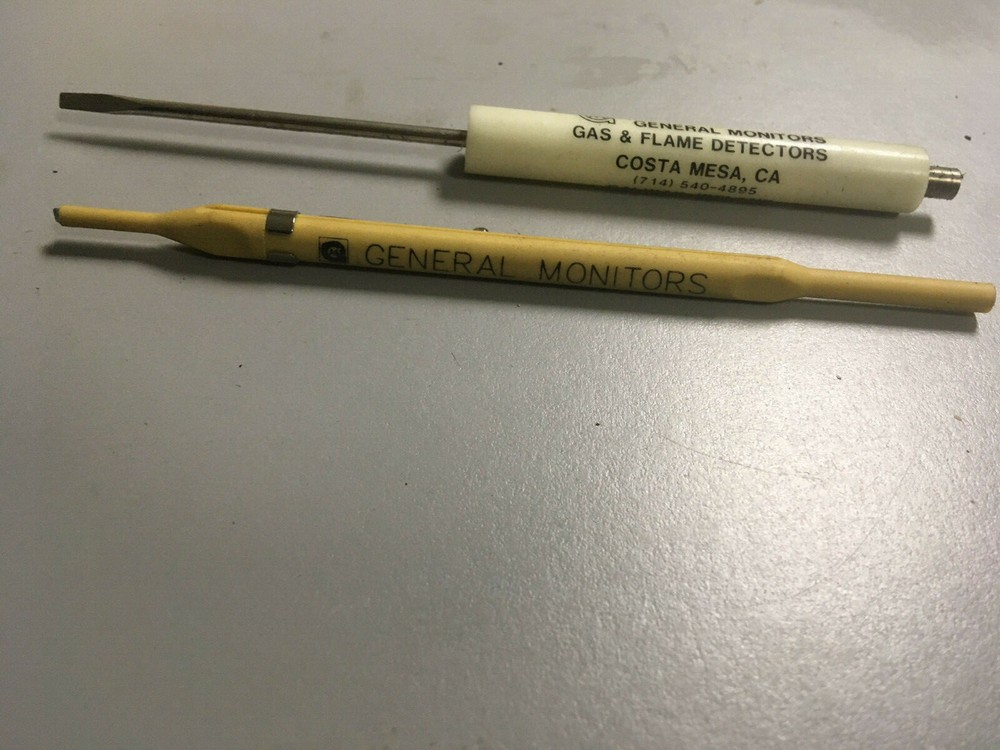 GENERAL MONITORS
GAS & FLAME DETECTORS
COSTA MESA, CA
(714) 540-4895
GENERAL MONITORS